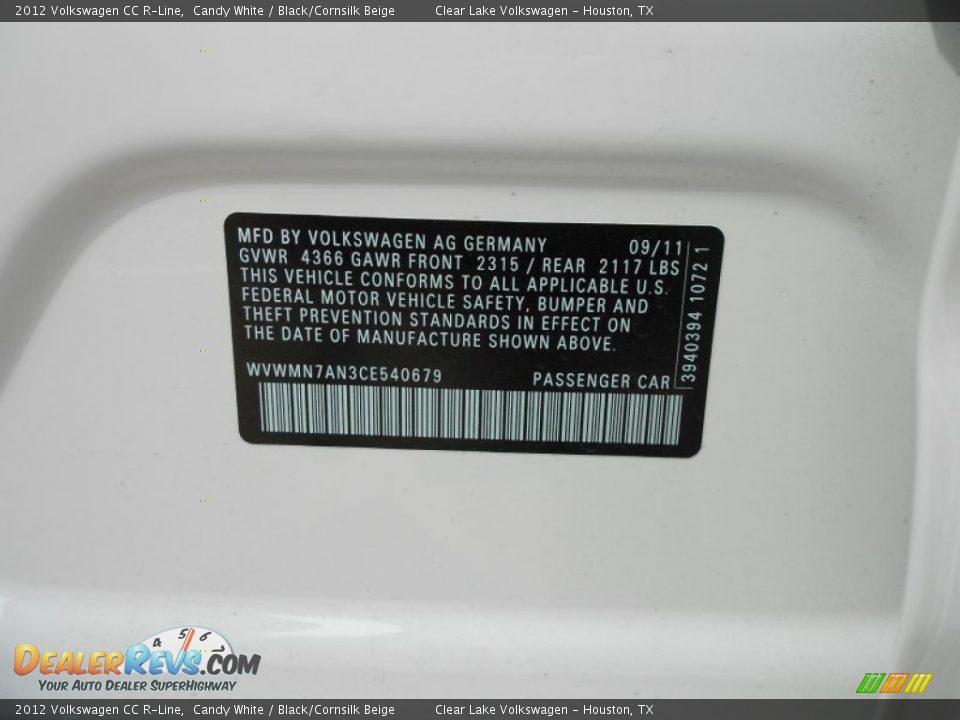 2012 Volkswagen CC R-Line, Candy White / Black/Cornsilk Beige Clear Lake Volkswagen - Houston, TX
MFD BY VOLKSWAGEN AG GERMANY 09/11
GVWR 4366 GAWR FRONT 2315 / REAR 2117 LBS
THIS VEHICLE CONFORMS TO ALL APPLICABLE U.S.
FEDERAL MOTOR VEHICLE SAFETY, BUMPER AND
THEFT PREVENTION STANDARDS IN EFFECT ON
THE DATE OF MANUFACTURE SHOWN ABOVE.
WVWMN7AN3CE540679 PASSENGER CAR
3940394 1072 1
4 5 6 7
DEALERREVS.COM
YOUR AUTO DEALER SUPERHIGHWAY
2012 Volkswagen CC R-Line, Candy White / Black/Cornsilk Beige Clear Lake Volkswagen - Houston, TX